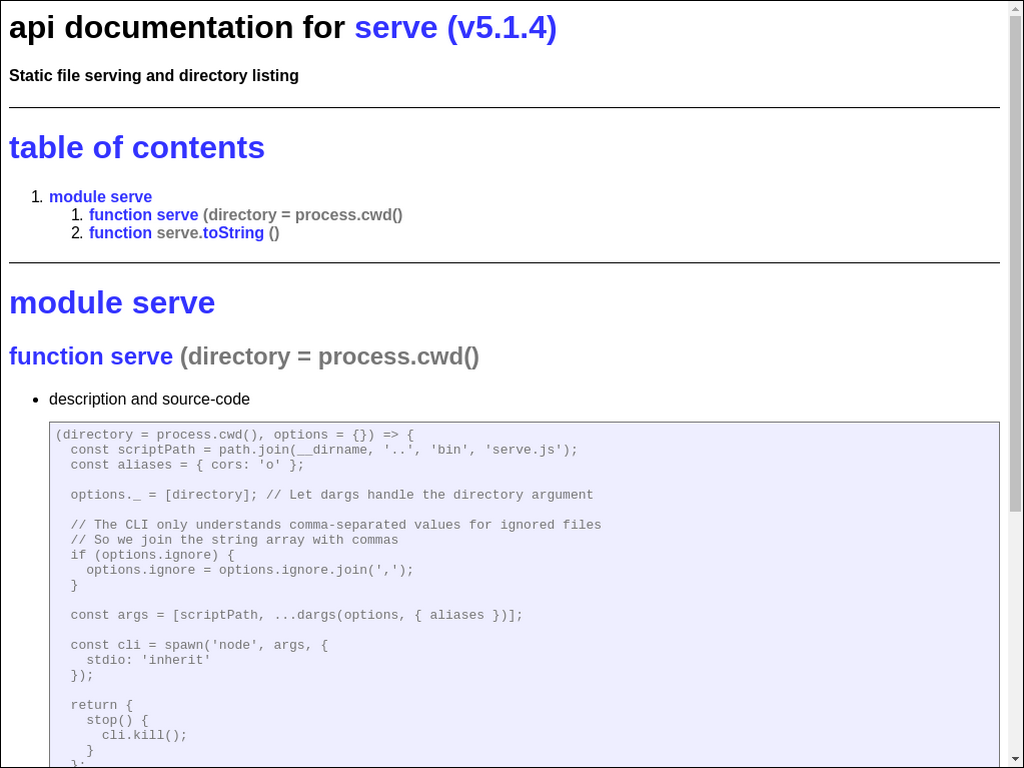 api documentation for serve (v5.1.4)
Static file serving and directory listing
table of contents
1. module serve
1. function serve (directory = process.cwd()
2. function serve.toString ()
module serve
function serve (directory = process.cwd()
• description and source-code
(directory = process.cwd(), options = {}) => {
  const scriptPath = path.join(__dirname, '..', 'bin', 'serve.js');
  const aliases = { cors: 'o' };
  options._ = [directory]; // Let dargs handle the directory argument
  // The CLI only understands comma-separated values for ignored files
  // So we join the string array with commas
  if (options.ignore) {
    options.ignore = options.ignore.join(',');
  }
  const args = [scriptPath, ...dargs(options, { aliases })];
  const cli = spawn('node', args, {
    stdio: 'inherit'
  });
  return {
    stop() {
      cli.kill();
    }
  };